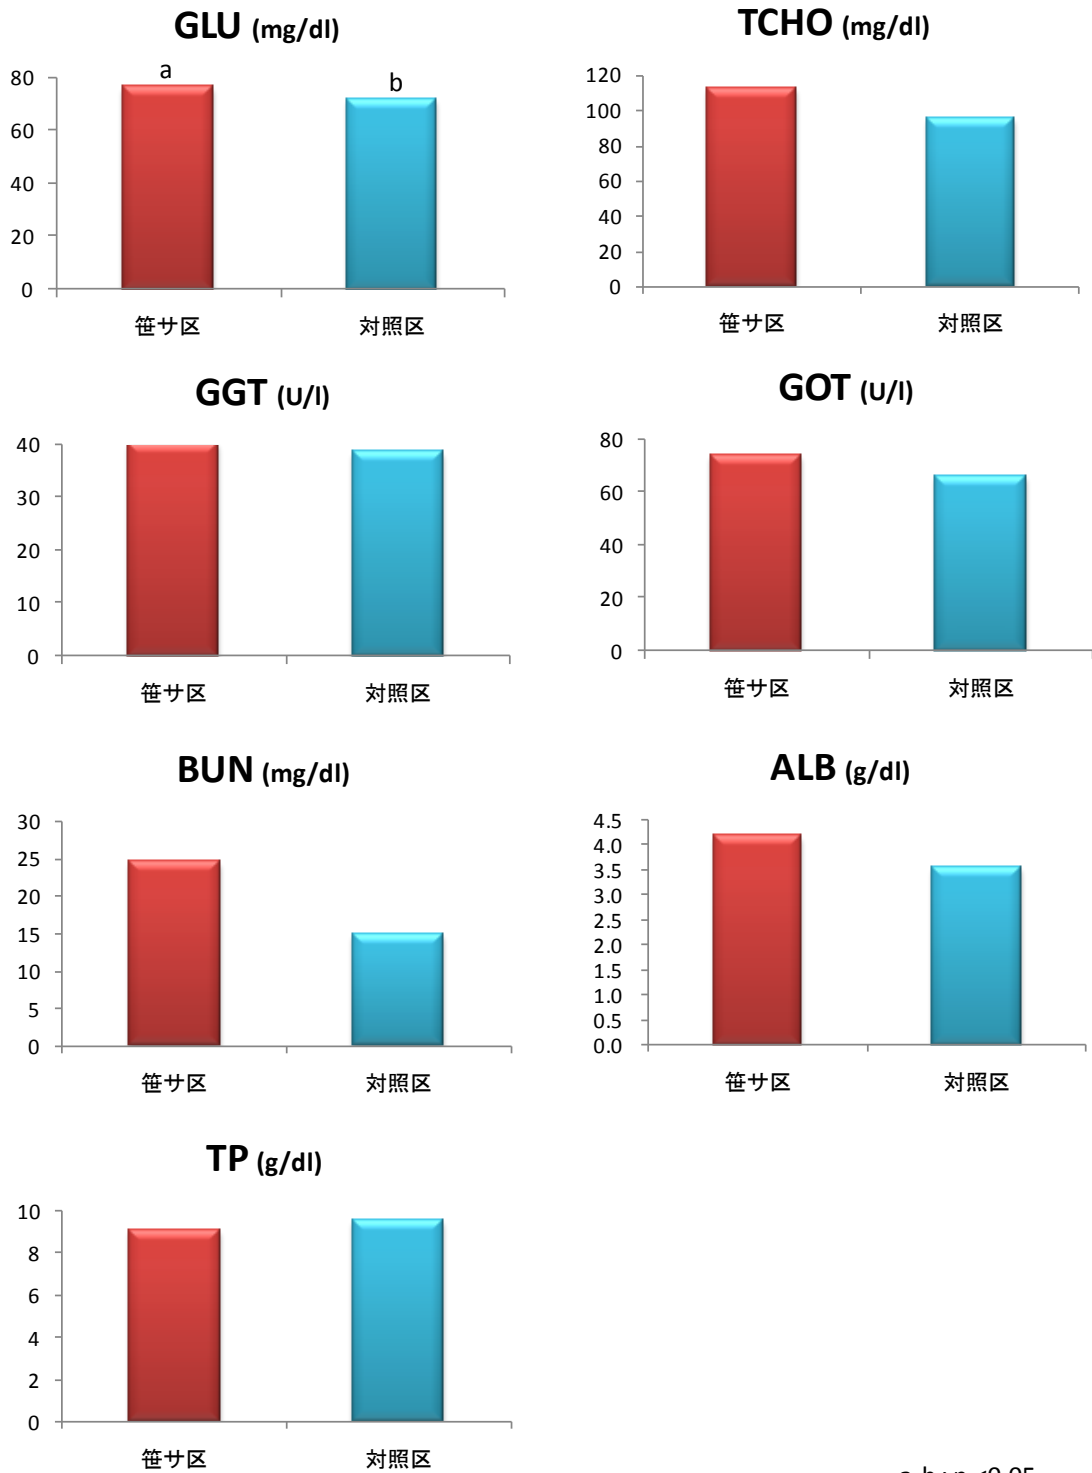 GLU (mg/dl)
a
b
80
60
40
20
0
笹サ区
対照区
TCHO (mg/dl)
120
100
80
60
40
20
0
笹サ区
対照区
GGT (U/l)
40
30
20
10
0
笹サ区
対照区
GOT (U/l)
80
60
40
20
0
笹サ区
対照区
BUN (mg/dl)
30
25
20
15
10
5
0
笹サ区
対照区
ALB (g/dl)
4.5
4.0
3.5
3.0
2.5
2.0
1.5
1.0
0.5
0.0
笹サ区
対照区
TP (g/dl)
10
8
6
4
2
0
笹サ区
対照区